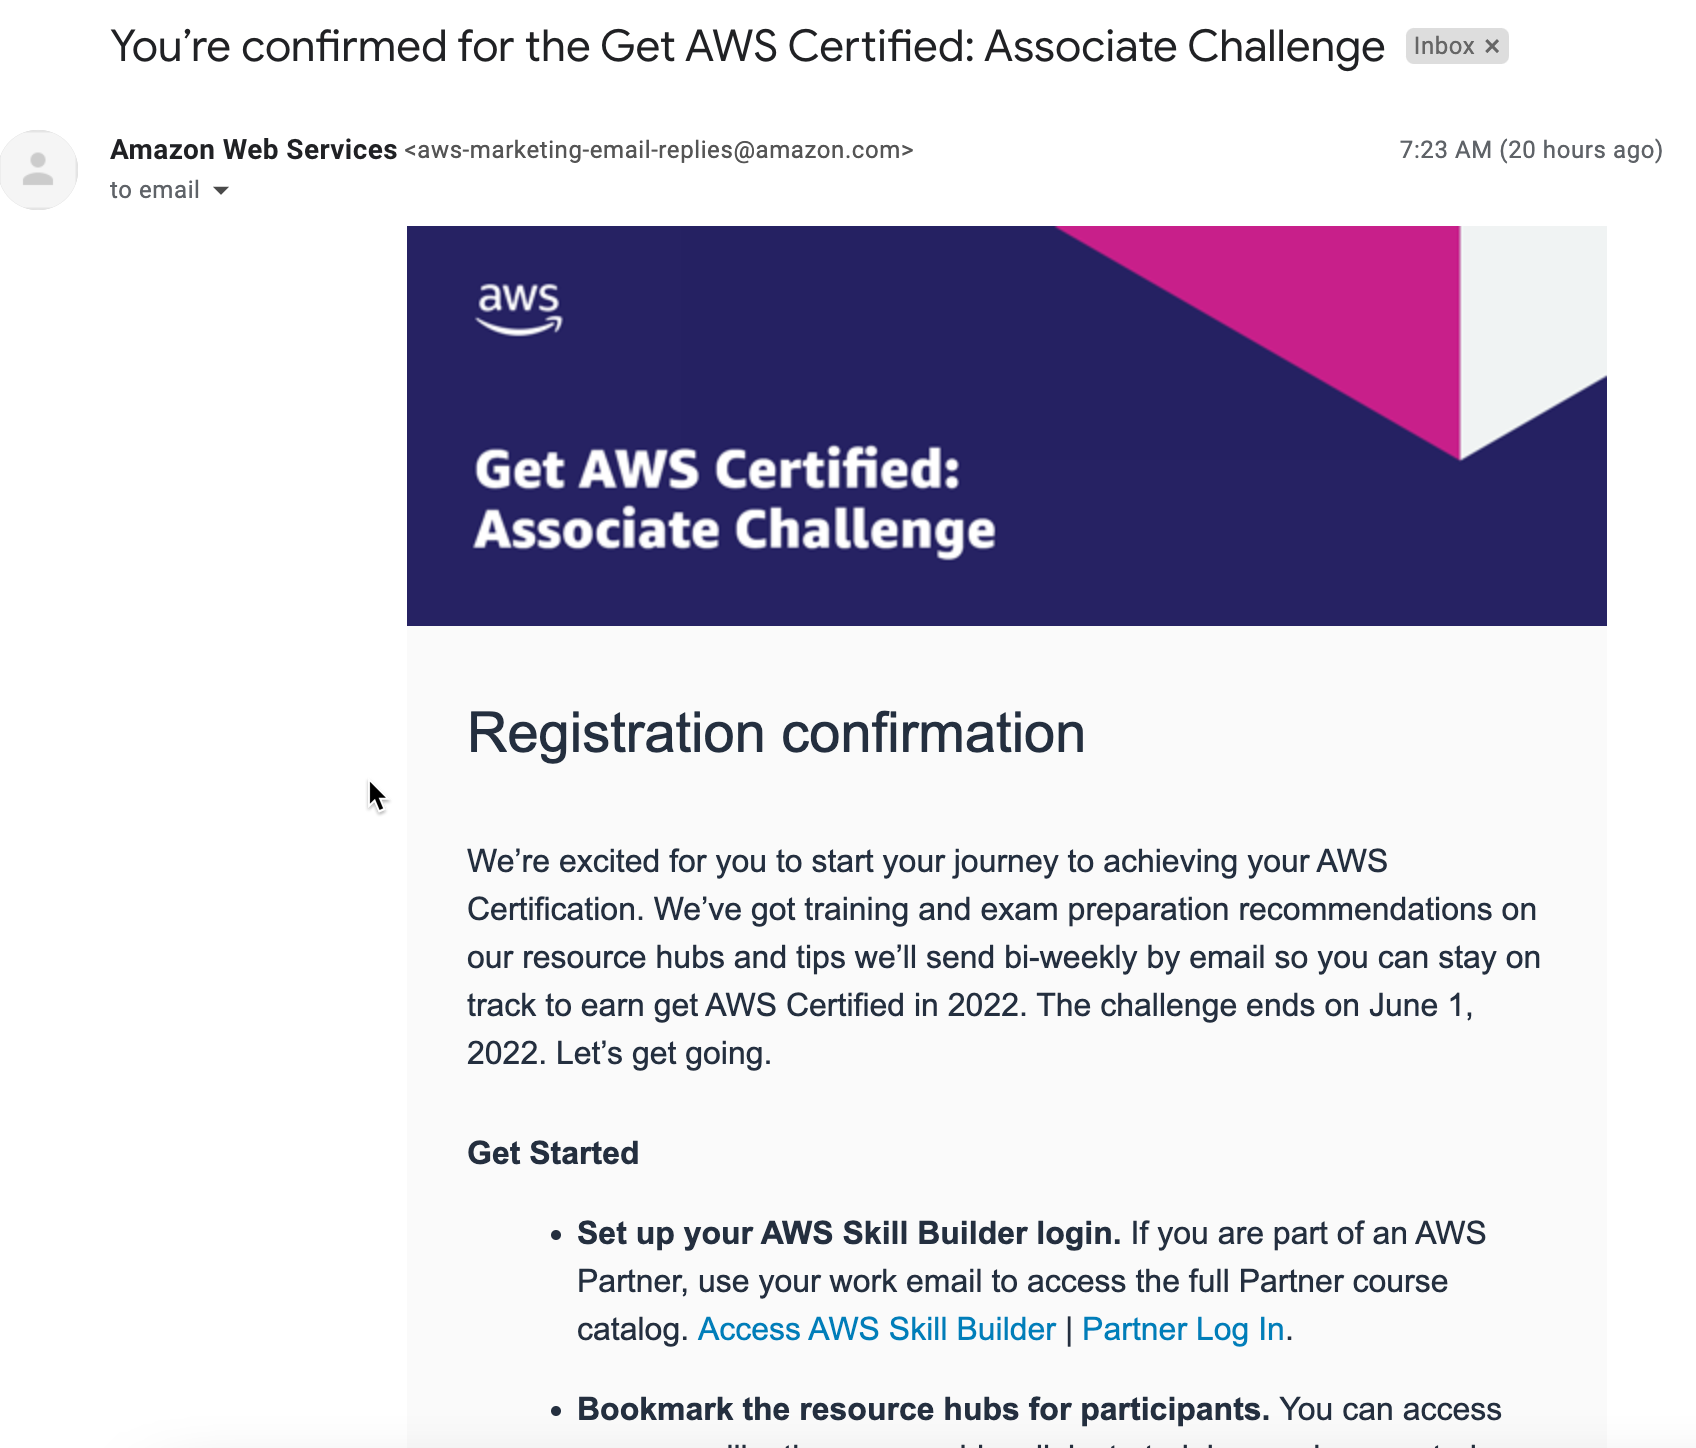 You’re confirmed for the Get AWS Certified: Associate Challenge Inbox ×
Amazon Web Services <aws-marketing-email-replies@amazon.com> 7:23 AM (20 hours ago)
to email
aws
Get AWS Certified:
Associate Challenge
Registration confirmation
We’re excited for you to start your journey to achieving your AWS
Certification. We’ve got training and exam preparation recommendations on
our resource hubs and tips we’ll send bi-weekly by email so you can stay on
track to earn get AWS Certified in 2022. The challenge ends on June 1,
2022. Let’s get going.
Get Started
• Set up your AWS Skill Builder login. If you are part of an AWS
Partner, use your work email to access the full Partner course
catalog. Access AWS Skill Builder | Partner Log In.
• Bookmark the resource hubs for participants. You can access